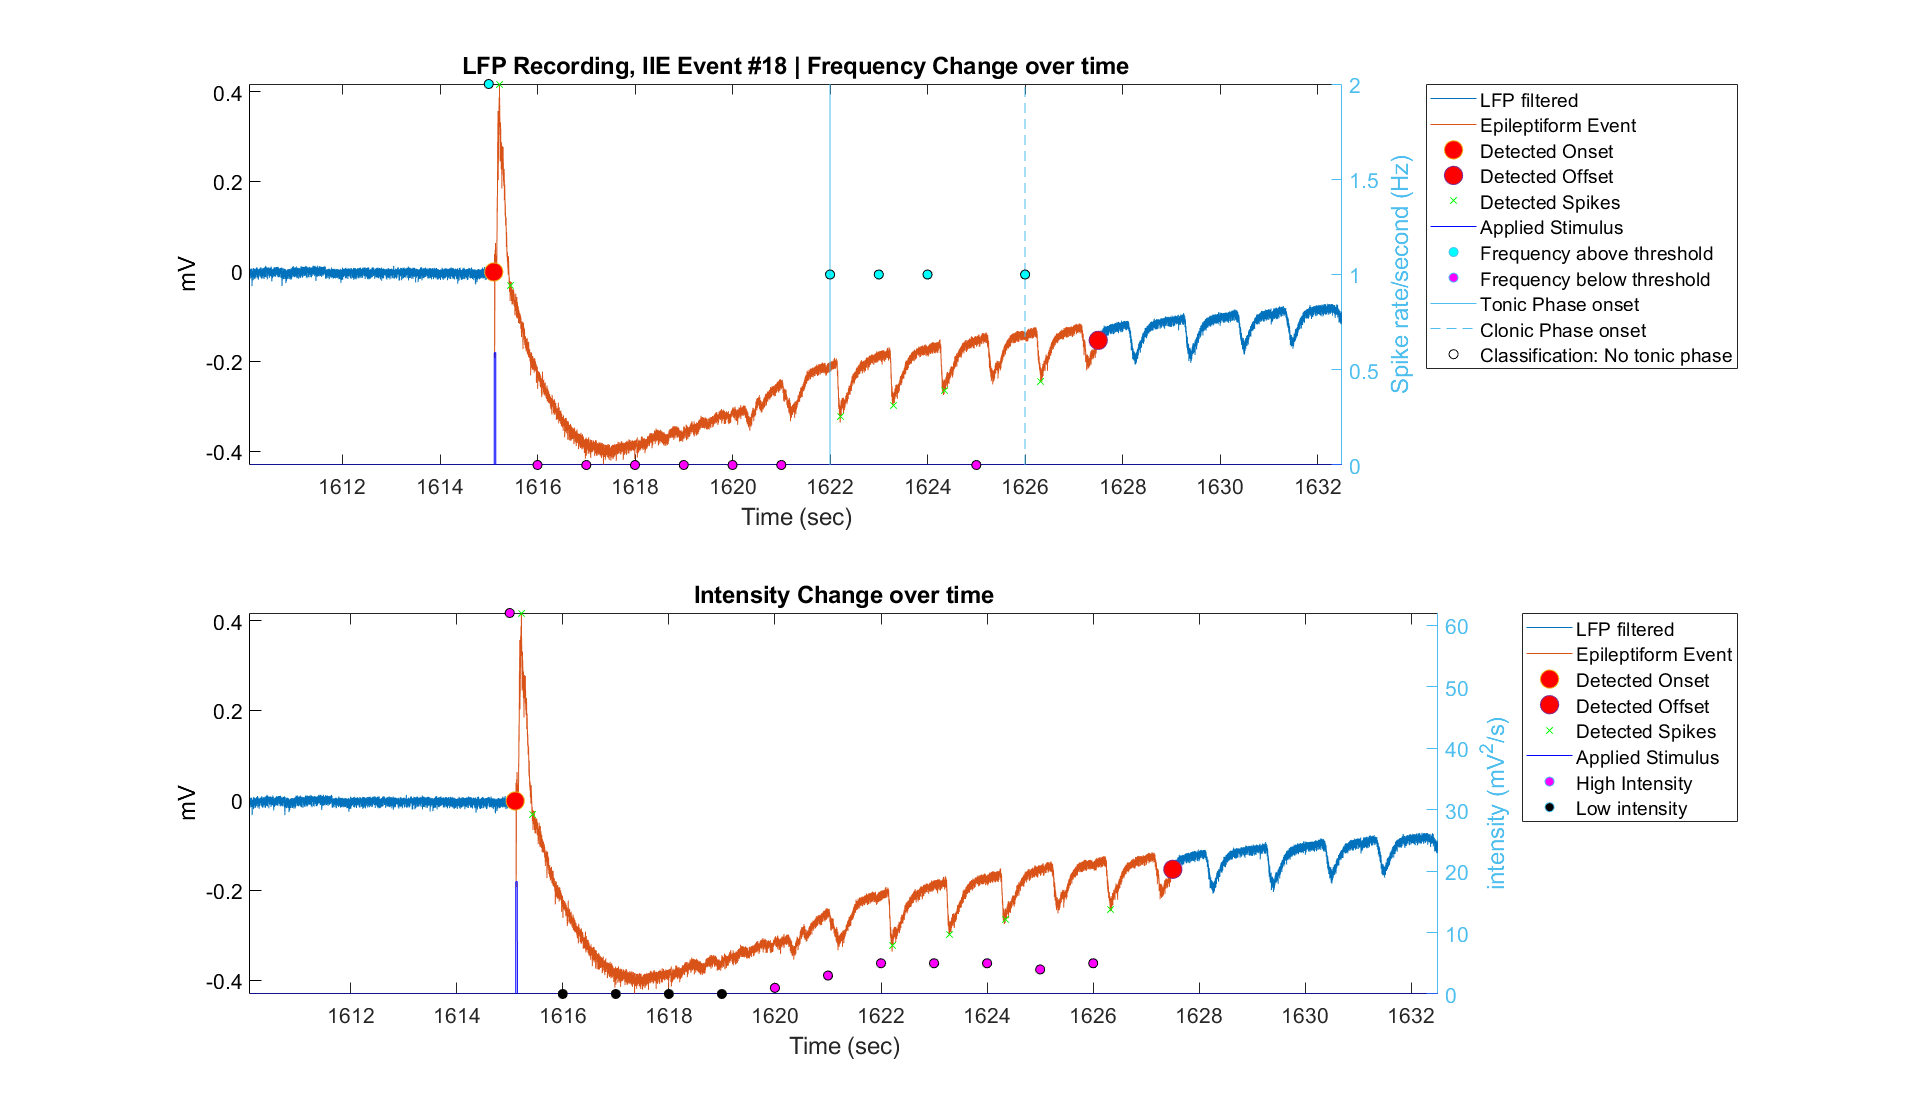 LFP Recording, IIE Event #18 | Frequency Change over time
0.4
0.2
0
-0.2
-0.4
mV
1612 1614 1616 1618 1620 1622 1624 1626 1628 1630 1632
Time (sec)
2
1.5
1
0.5
0
Spike rate/second (Hz)
LFP filtered
Epileptiform Event
Detected Onset
Detected Offset
Detected Spikes
Applied Stimulus
Frequency above threshold
Frequency below threshold
Tonic Phase onset
Clonic Phase onset
Classification: No tonic phase
Intensity Change over time
0.4
0.2
0
-0.2
-0.4
mV
1612 1614 1616 1618 1620 1622 1624 1626 1628 1630 1632
Time (sec)
60
50
40
30
20
10
0
intensity (mV²/s)
LFP filtered
Epileptiform Event
Detected Onset
Detected Offset
Detected Spikes
Applied Stimulus
High Intensity
Low intensity